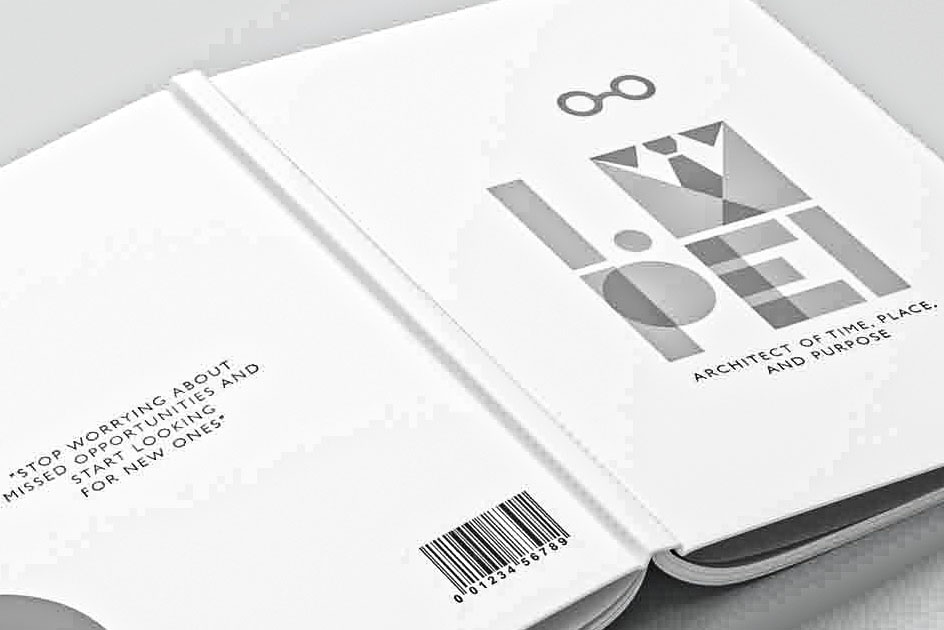 "STOP WORRYING ABOUT
MISSED OPPORTUNITIES AND
START LOOKING
FOR NEW ONES"
0 01234 56789
I.M
PEI
ARCHITECT OF TIME, PLACE,
AND PURPOSE